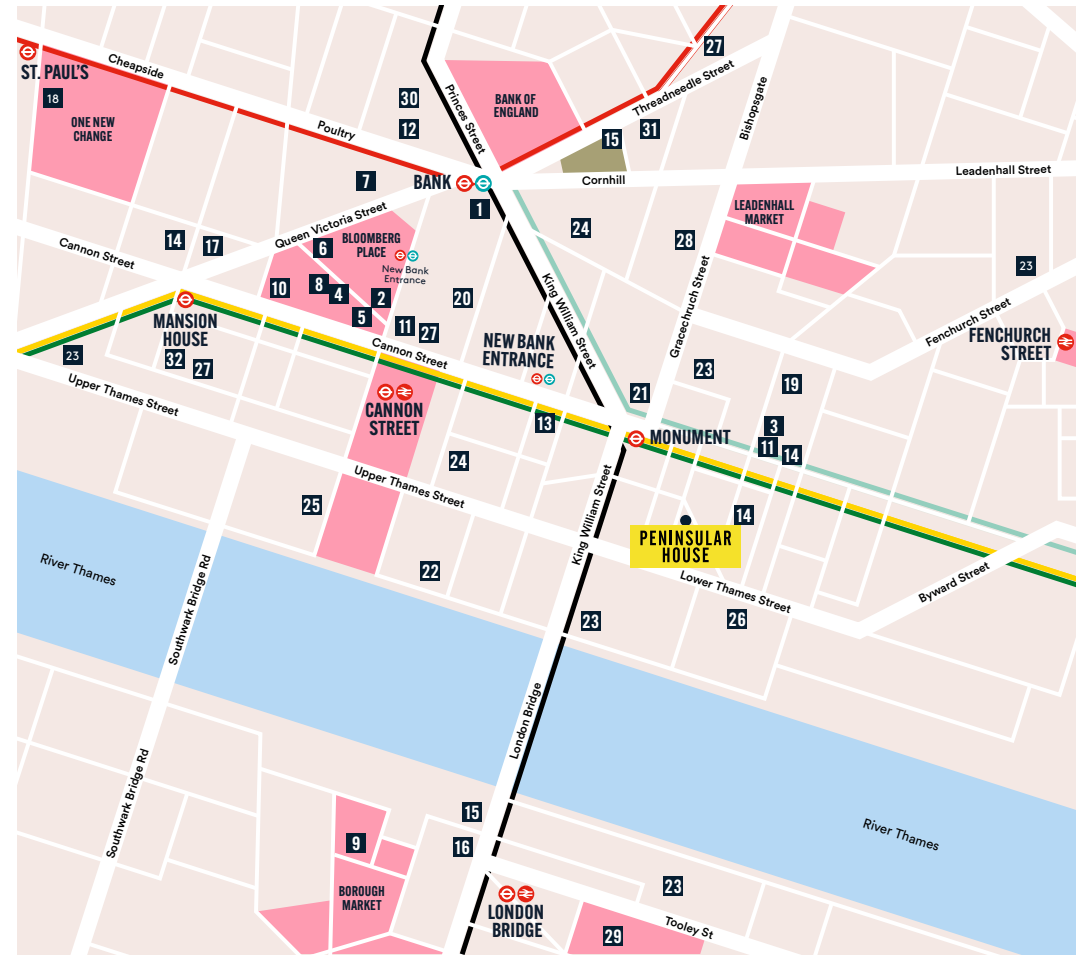 27
Cheapside
ST. PAUL'S
18
ONE NEW
CHANGE
30
12
Poultry
Princes Street
BANK OF
ENGLAND
Threadneedle Street
Bishopsgate
15
31
BANK
7
1
Cornhill
Leadenhall Street
LEADENHALL
MARKET
Queen Victoria Street
14
17
Cannon Street
6
BLOOMBERG
PLACE
New Bank
Entrance
24
28
23
10
8
4
2
5
11
27
20
King William Street
Gracechruch Street
Fenchurch Street
FENCHURCH
STREET
MANSION
HOUSE
23
32
27
Cannon Street
NEW BANK
ENTRANCE
23
19
Upper Thames Street
CANNON
STREET
21
13
MONUMENT
3
11
14
24
Upper Thames Street
King William Street
25
14
PENINSULAR
HOUSE
22
Lower Thames Street
Byward Street
River Thames
Southwark Bridge Rd
23
26
London Bridge
Southwark Bridge Rd
15
16
9
BOROUGH
MARKET
River Thames
LONDON
BRIDGE
23
Tooley St
29